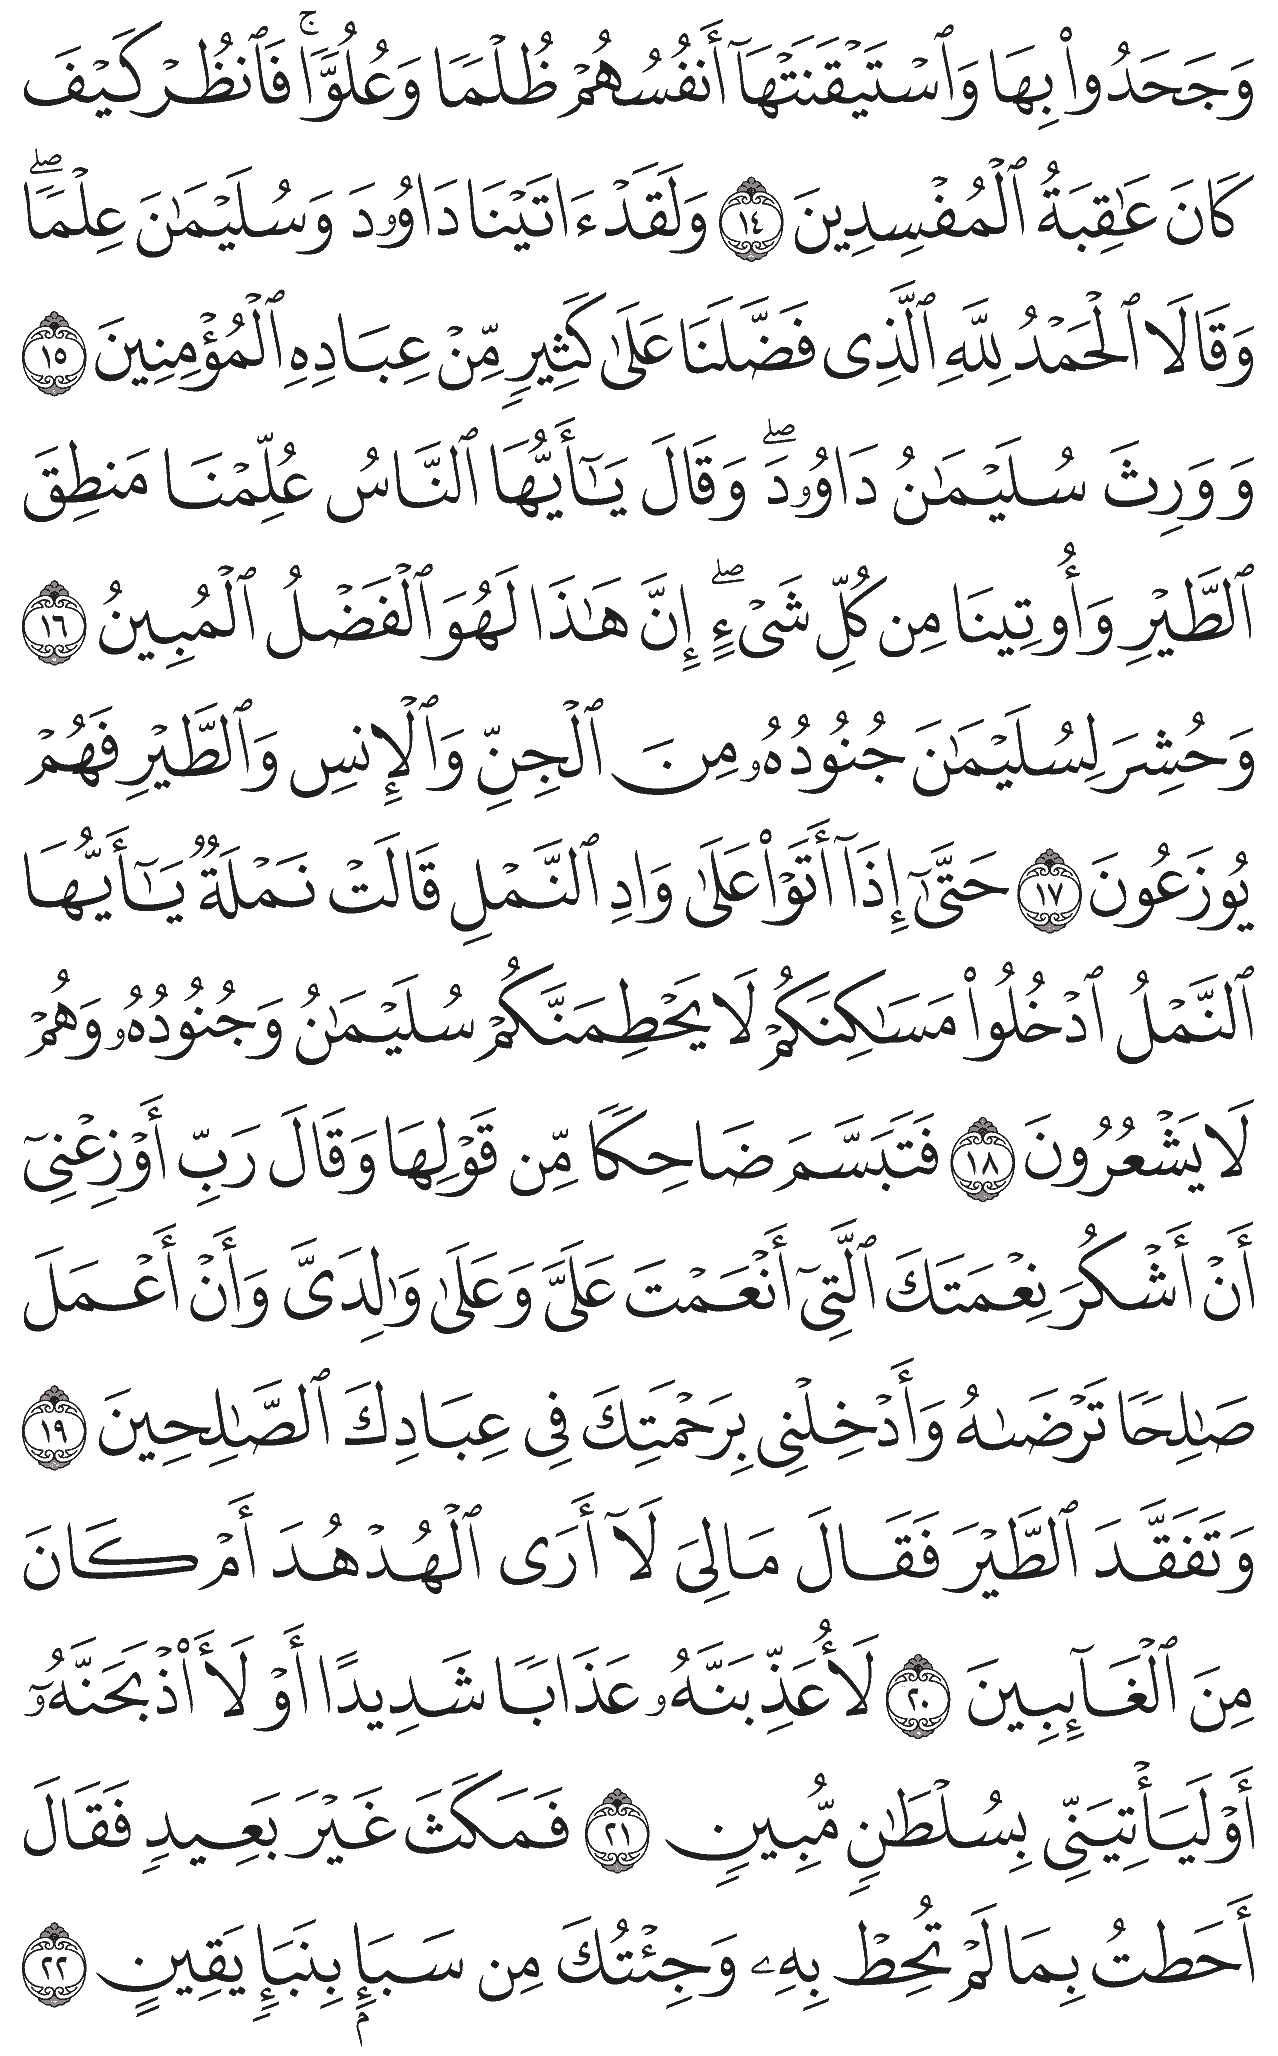 وَجَحَدُوا۟ بِهَا وَٱسْتَيْقَنَتْهَآ أَنفُسُهُمْ ظُلْمًا وَعُلُوًّا ۚ فَٱنظُرْ كَيْفَ
كَانَ عَـٰقِبَةُ ٱلْمُفْسِدِينَ ١٤ وَلَقَدْ ءَاتَيْنَا دَاوُۥدَ وَسُلَيْمَـٰنَ عِلْمًا ۖ
وَقَالَا ٱلْحَمْدُ لِلَّهِ ٱلَّذِى فَضَّلَنَا عَلَىٰ كَثِيرٍ مِّنْ عِبَادِهِ ٱلْمُؤْمِنِينَ ١٥
وَوَرِثَ سُلَيْمَـٰنُ دَاوُۥدَ ۖ وَقَالَ يَـٰٓأَيُّهَا ٱلنَّاسُ عُلِّمْنَا مَنطِقَ
ٱلطَّيْرِ وَأُوتِينَا مِن كُلِّ شَىْءٍ ۖ إِنَّ هَـٰذَا لَهُوَ ٱلْفَضْلُ ٱلْمُبِينُ ١٦
وَحُشِرَ لِسُلَيْمَـٰنَ جُنُودُهُۥ مِنَ ٱلْجِنِّ وَٱلْإِنسِ وَٱلطَّيْرِ فَهُمْ
يُوزَعُونَ ١٧ حَتَّىٰٓ إِذَآ أَتَوْا۟ عَلَىٰ وَادِ ٱلنَّمْلِ قَالَتْ نَمْلَةٌ يَـٰٓأَيُّهَا
ٱلنَّمْلُ ٱدْخُلُوا۟ مَسَـٰكِنَكُمْ لَا يَحْطِمَنَّكُمْ سُلَيْمَـٰنُ وَجُنُودُهُۥ وَهُمْ
لَا يَشْعُرُونَ ١٨ فَتَبَسَّمَ ضَاحِكًا مِّن قَوْلِهَا وَقَالَ رَبِّ أَوْزِعْنِىٓ
أَنْ أَشْكُرَ نِعْمَتَكَ ٱلَّتِىٓ أَنْعَمْتَ عَلَىَّ وَعَلَىٰ وَٰلِدَىَّ وَأَنْ أَعْمَلَ
صَـٰلِحًا تَرْضَىٰهُ وَأَدْخِلْنِى بِرَحْمَتِكَ فِى عِبَادِكَ ٱلصَّـٰلِحِينَ ١٩
وَتَفَقَّدَ ٱلطَّيْرَ فَقَالَ مَا لِىَ لَآ أَرَى ٱلْهُدْهُدَ أَمْ كَانَ
مِنَ ٱلْغَآئِبِينَ ٢٠ لَأُعَذِّبَنَّهُۥ عَذَابًا شَدِيدًا أَوْ لَأَا۟ذْبَحَنَّهُۥٓ
أَوْ لَيَأْتِيَنِّى بِسُلْطَـٰنٍ مُّبِينٍ ٢١ فَمَكَثَ غَيْرَ بَعِيدٍ فَقَالَ
أَحَطتُ بِمَا لَمْ تُحِطْ بِهِۦ وَجِئْتُكَ مِن سَبَإٍۭ بِنَبَإٍ يَقِينٍ ٢٢